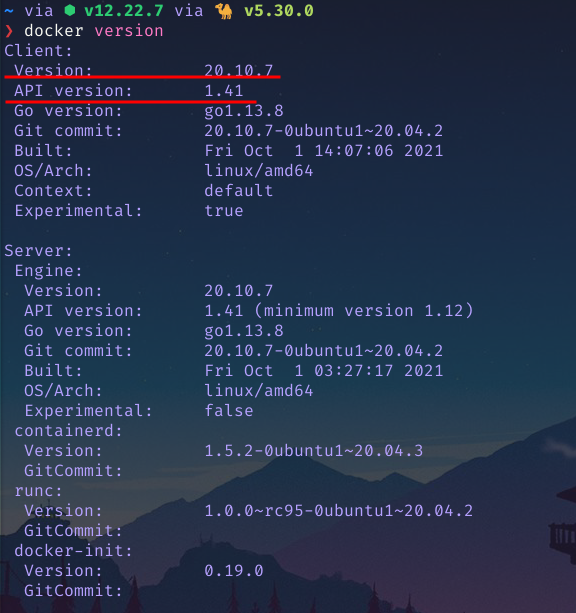 ~ via ⬢ v12.22.7 via 🐪 v5.30.0
❯ docker version
Client:
 Version:           20.10.7
 API version:       1.41
 Go version:        go1.13.8
 Git commit:        20.10.7-0ubuntu1~20.04.2
 Built:             Fri Oct  1 14:07:06 2021
 OS/Arch:           linux/amd64
 Context:           default
 Experimental:      true

Server:
 Engine:
  Version:          20.10.7
  API version:      1.41 (minimum version 1.12)
  Go version:       go1.13.8
  Git commit:       20.10.7-0ubuntu1~20.04.2
  Built:            Fri Oct  1 03:27:17 2021
  OS/Arch:          linux/amd64
  Experimental:     false
 containerd:
  Version:          1.5.2-0ubuntu1~20.04.3
  GitCommit:
 runc:
  Version:          1.0.0~rc95-0ubuntu1~20.04.2
  GitCommit:
 docker-init:
  Version:          0.19.0
  GitCommit: